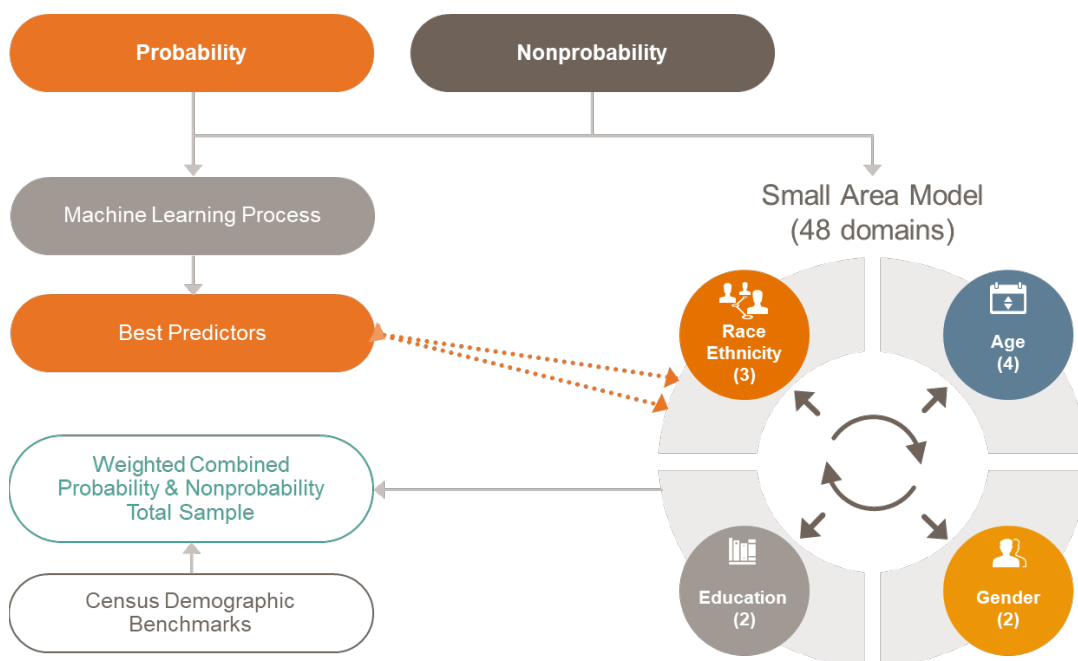 Probability
Nonprobability
Machine Learning Process
Small Area Model
(48 domains)
Best Predictors
Race
Ethnicity
(3)
Age
(4)
Weighted Combined
Probability & Nonprobability
Total Sample
Education
(2)
Gender
(2)
Census Demographic
Benchmarks